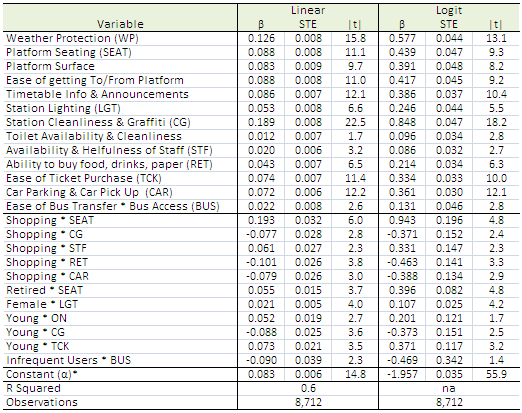 Linear Logit
Variable β STE |t| β STE |t|
Weather Protection (WP) 0.126 0.008 15.8 0.577 0.044 13.1
Platform Seating (SEAT) 0.088 0.008 11.1 0.439 0.047 9.3
Platform Surface 0.083 0.009 9.7 0.391 0.048 8.2
Ease of getting To/From Platform 0.088 0.008 11.0 0.417 0.045 9.2
Timetable Info & Announcements 0.086 0.007 12.1 0.386 0.037 10.4
Station Lighting (LGT) 0.053 0.008 6.6 0.246 0.044 5.5
Station Cleanliness & Graffiti (CG) 0.189 0.008 22.5 0.848 0.047 18.2
Toilet Availability & Cleanliness 0.012 0.007 1.7 0.096 0.034 2.8
Availability & Helfulness of Staff (STF) 0.020 0.006 3.2 0.086 0.032 2.7
Ability to buy food, drinks, paper (RET) 0.043 0.007 6.5 0.214 0.034 6.3
Ease of Ticket Purchase (TCK) 0.074 0.007 11.4 0.334 0.033 10.0
Car Parking & Car Pick Up (CAR) 0.072 0.006 12.2 0.361 0.030 12.1
Ease of Bus Transfer * Bus Access (BUS) 0.022 0.008 2.6 0.131 0.046 2.8
Shopping * SEAT 0.193 0.032 6.0 0.943 0.196 4.8
Shopping * CG -0.077 0.028 2.8 -0.371 0.152 2.4
Shopping * STF 0.061 0.027 2.3 0.331 0.147 2.3
Shopping * RET -0.101 0.026 3.8 -0.463 0.141 3.3
Shopping * CAR -0.079 0.026 3.0 -0.388 0.134 2.9
Retired * SEAT 0.055 0.015 3.7 0.396 0.082 4.8
Female * LGT 0.021 0.005 4.0 0.107 0.025 4.2
Young * ON 0.052 0.019 2.7 0.201 0.121 1.7
Young * CG -0.088 0.025 3.6 -0.373 0.151 2.5
Young * TCK 0.073 0.021 3.5 0.371 0.117 3.2
Infrequent Users * BUS -0.090 0.039 2.3 -0.469 0.342 1.4
Constant (α)* 0.083 0.006 14.8 -1.957 0.035 55.9
R Squared 0.6 na
Observations 8,712 8,712